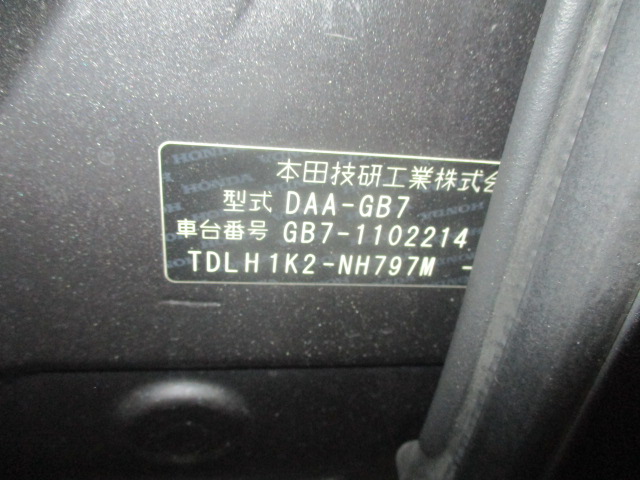 本田技研工業株式会
型式 DAA-GB7
車台番号 GB7-1102214
TDLH1K2-NH797M -